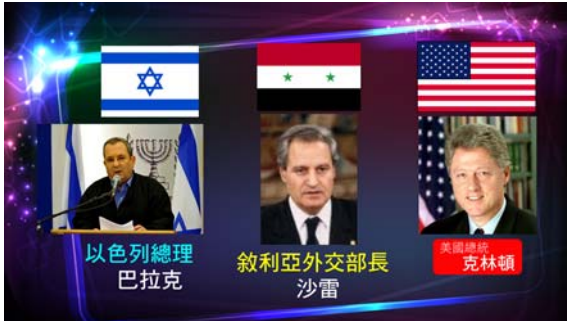 以色列總理
巴拉克
敘利亞外交部長
沙雷
美國總統
克林頓